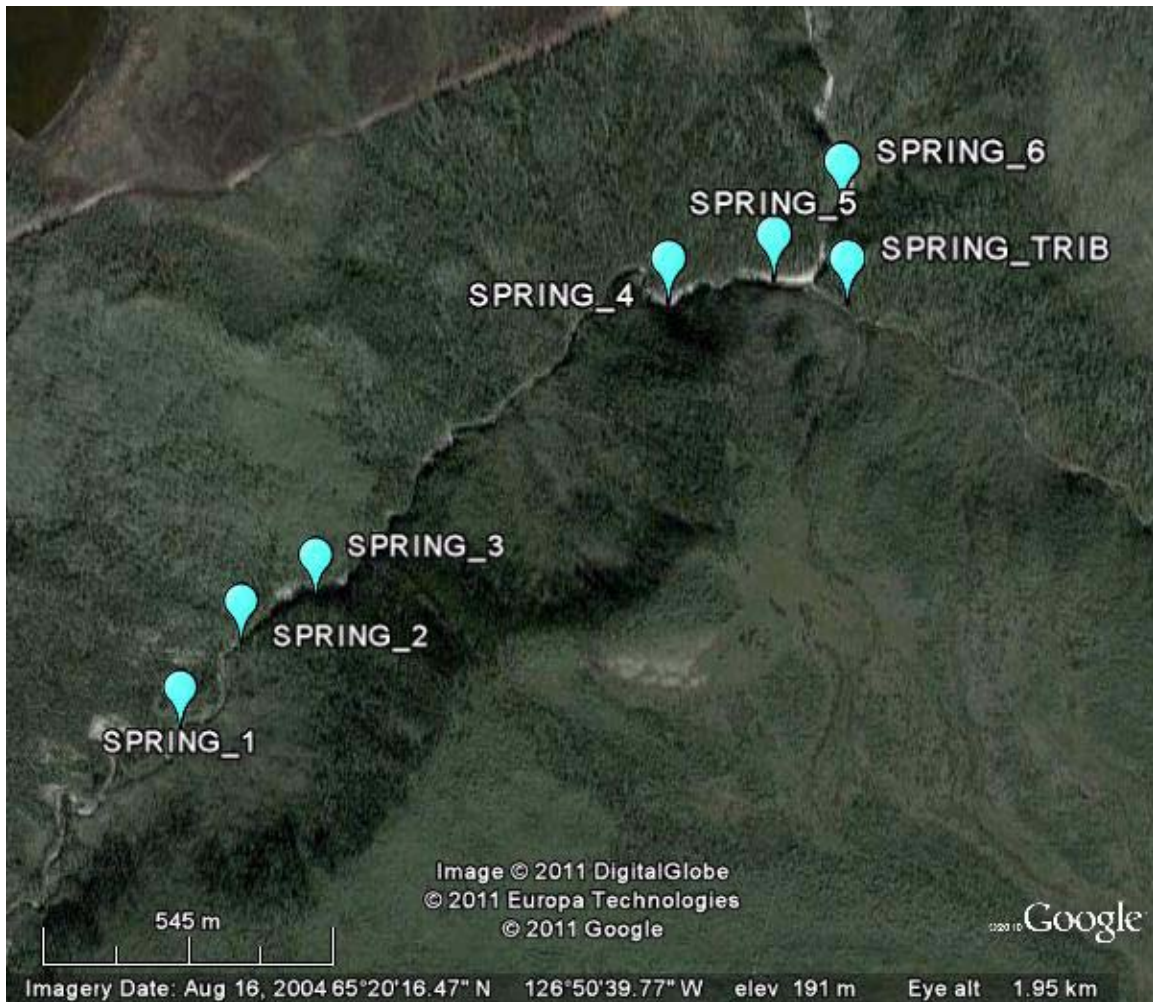 SPRING_6
SPRING_5
SPRING_TRIB
SPRING_4
SPRING_3
SPRING_2
SPRING_1
Image © 2011 DigitalGlobe
© 2011 Europa Technologies
© 2011 Google
545 m
©2010 Google
Imagery Date: Aug 16, 2004 65°20'16.47" N 126°50'39.77" W elev 191 m Eye alt 1.95 km